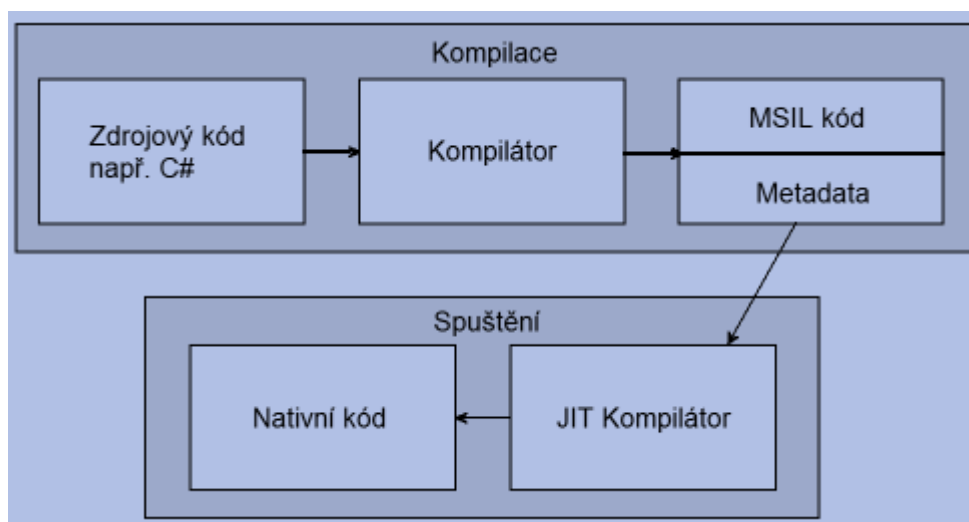 Kompilace
Zdrojový kód
např. C#
Kompilátor
MSIL kód
Metadata
Spuštění
Nativní kód
JIT Kompilátor